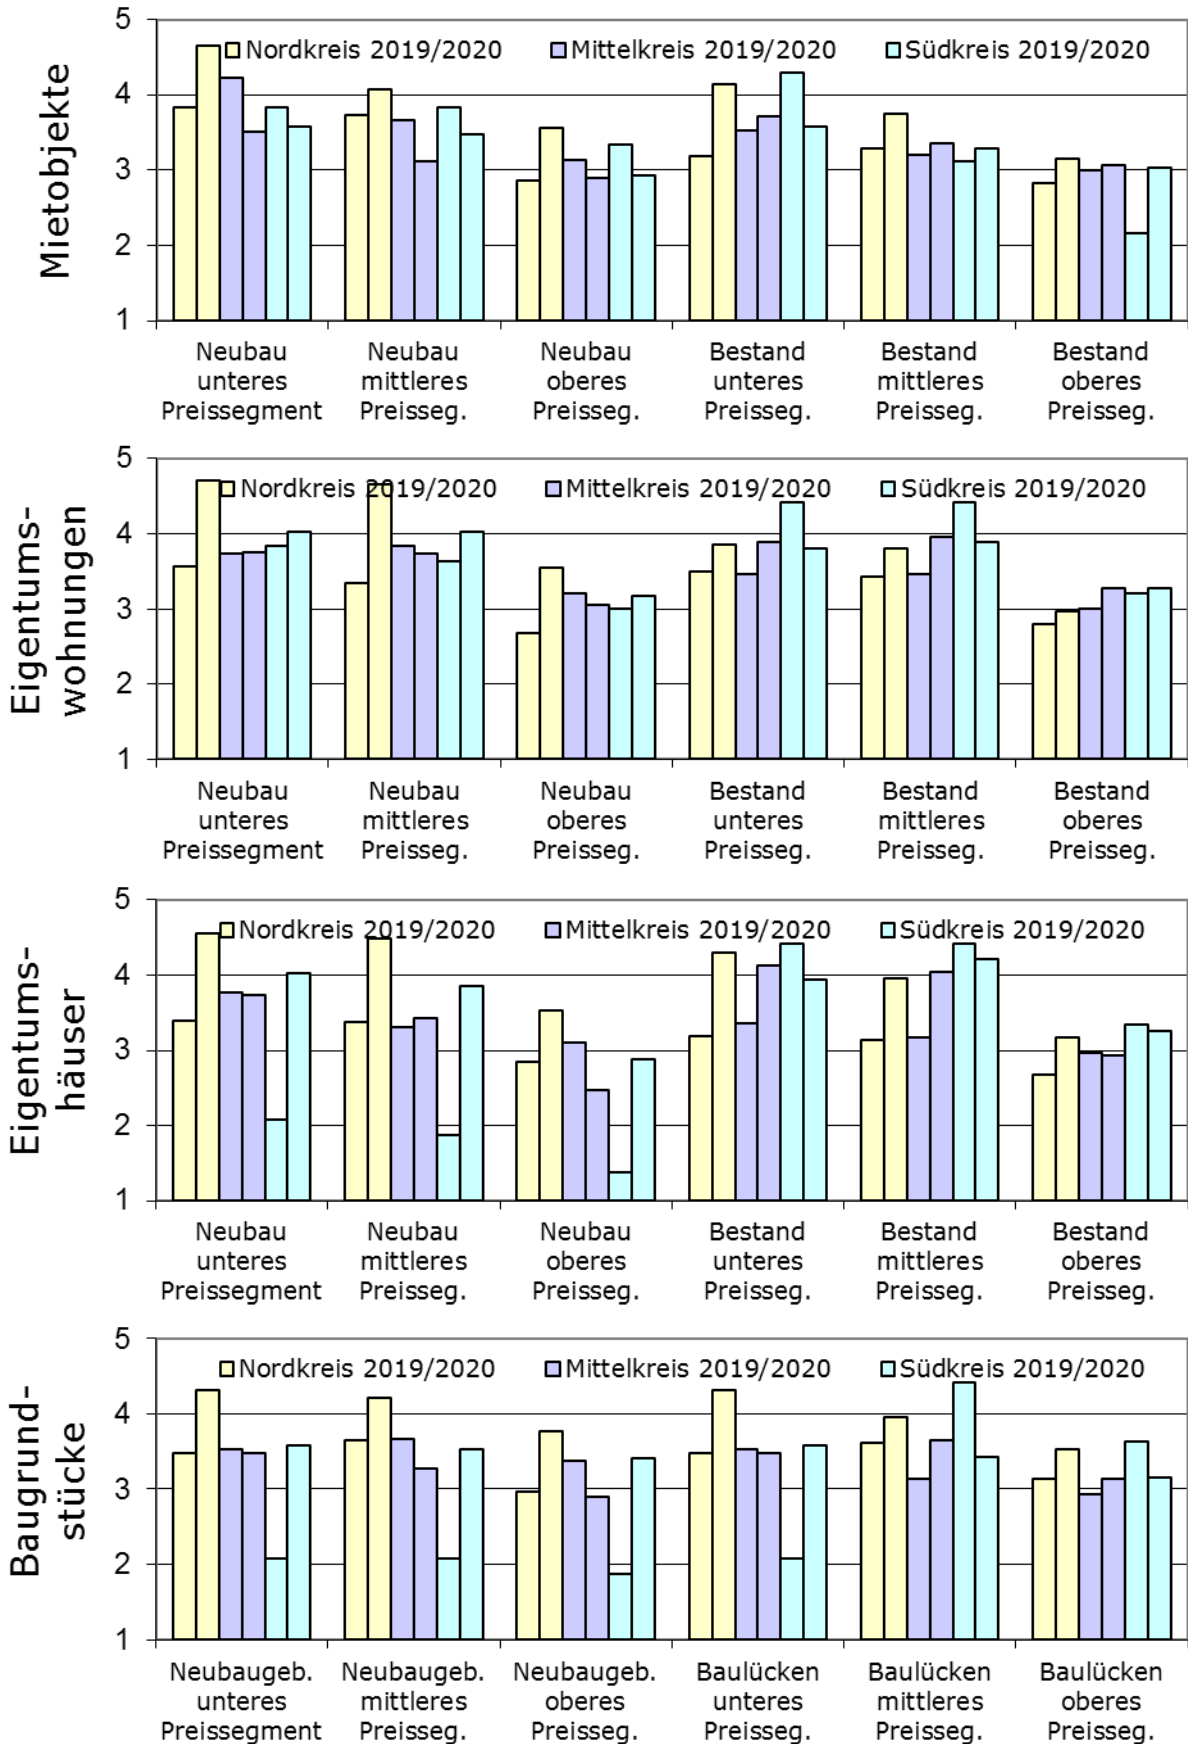 Mietobjekte
5
4
3
2
1
Nordkreis 2019/2020 Mittelkreis 2019/2020 Südkreis 2019/2020
Neubau Neubau Neubau Bestand Bestand Bestand
unteres mittleres oberes unteres mittleres oberes
Preissegment Preisseg. Preisseg. Preisseg. Preisseg. Preisseg.
Eigentums-
wohnungen
5
4
3
2
1
Nordkreis 2019/2020 Mittelkreis 2019/2020 Südkreis 2019/2020
Neubau Neubau Neubau Bestand Bestand Bestand
unteres mittleres oberes unteres mittleres oberes
Preissegment Preisseg. Preisseg. Preisseg. Preisseg. Preisseg.
Eigentums-
häuser
5
4
3
2
1
Nordkreis 2019/2020 Mittelkreis 2019/2020 Südkreis 2019/2020
Neubau Neubau Neubau Bestand Bestand Bestand
unteres mittleres oberes unteres mittleres oberes
Preissegment Preisseg. Preisseg. Preisseg. Preisseg. Preisseg.
Baugrund-
stücke
5
4
3
2
1
Nordkreis 2019/2020 Mittelkreis 2019/2020 Südkreis 2019/2020
Neubaugeb. Neubaugeb. Neubaugeb. Baulücken Baulücken Baulücken
unteres mittleres oberes unteres mittleres oberes
Preissegment Preisseg. Preisseg. Preisseg. Preisseg. Preisseg.